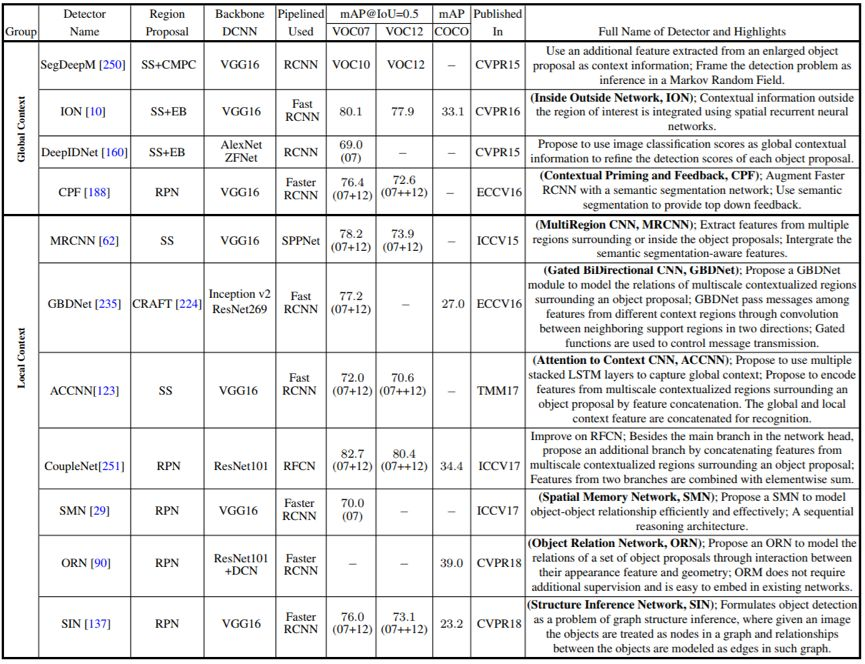 Detector Region Backbone Pipelined mAP@IoU=0.5 mAP Published
Group Name Proposal DCNN Used VOC07 VOC12 COCO In Full Name of Detector and Highlights
Global Context
Use an additional feature extracted from an enlarged object
SegDeepM [250] SS+CMPC VGG16 RCNN VOC10 VOC12 − CVPR15 proposal as context information; Frame the detection problem as
inference in a Markov Random Field.
(Inside Outside Network, ION); Contextual information outside
ION [10] SS+EB VGG16 Fast RCNN 80.1 77.9 33.1 CVPR16 the region of interest is integrated using spatial recurrent neural
networks.
DeepIDNet [160] SS+EB AlexNet ZFNet RCNN 69.0 (07) − − CVPR15 Propose to use image classification scores as global contextual
information to refine the detection scores of each object proposal.
(Contextual Priming and Feedback, CPF); Augment Faster
CPF [188] RPN VGG16 Faster RCNN 76.4 (07+12) 72.6 (07++12) − ECCV16 RCNN with a semantic segmentation network; Use semantic
segmentation to provide top down feedback.
Local Context
(MultiRegion CNN, MRCNN); Extract features from multiple
MRCNN [62] SS VGG16 SPPNet 78.2 (07+12) 73.9 (07+12) − ICCV15 regions surrounding or inside the object proposals; Intergrate the
semantic segmentation-aware features.
(Gated BiDirectional CNN, GBDNet); Propose a GBDNet
module to model the relations of multiscale contextualized regions
GBDNet [235] CRAFT [224] Inception v2 ResNet269 Fast RCNN 77.2 (07+12) − 27.0 ECCV16 surrounding an object proposal; GBDNet pass messages among
features from different context regions through convolution
between neighboring support regions in two directions; Gated
functions are used to control message transmission.
(Attention to Context CNN, ACCNN); Propose to use multiple
stacked LSTM layers to capture global context; Propose to encode
ACCNN[123] SS VGG16 Fast RCNN 72.0 (07+12) 70.6 (07++12) − TMM17 features from multiscale contextualized regions surrounding an
object proposal by feature concatenation. The global and local
context feature are concatenated for recognition.
Improve on RFCN; Besides the main branch in the network head,
CoupleNet[251] RPN ResNet101 RFCN 82.7 (07+12) 80.4 (07++12) 34.4 ICCV17 propose an additional branch by concatenating features from
multiscale contextualized regions surrounding an object proposal;
Features from two branches are combined with elementwise sum.
(Spatial Memory Network, SMN); Propose a SMN to model
SMN [29] RPN VGG16 Faster RCNN 70.0 (07) − − ICCV17 object-object relationship efficiently and effectively; A sequential
reasoning architecture.
(Object Relation Network, ORN); Propose an ORN to model the
ORN [90] RPN ResNet101 +DCN Faster RCNN − − 39.0 CVPR18 relations of a set of object proposals through interaction between
their appearance feature and geometry; ORM does not require
additional supervision and is easy to embed in existing networks.
(Structure Inference Network, SIN); Formulates object detection
SIN [137] RPN VGG16 Faster RCNN 76.0 (07+12) 73.1 (07++12) 23.2 CVPR18 as a problem of graph structure inference, where given an image
the objects are treated as nodes in a graph and relationships
between the objects are modeled as edges in such graph.